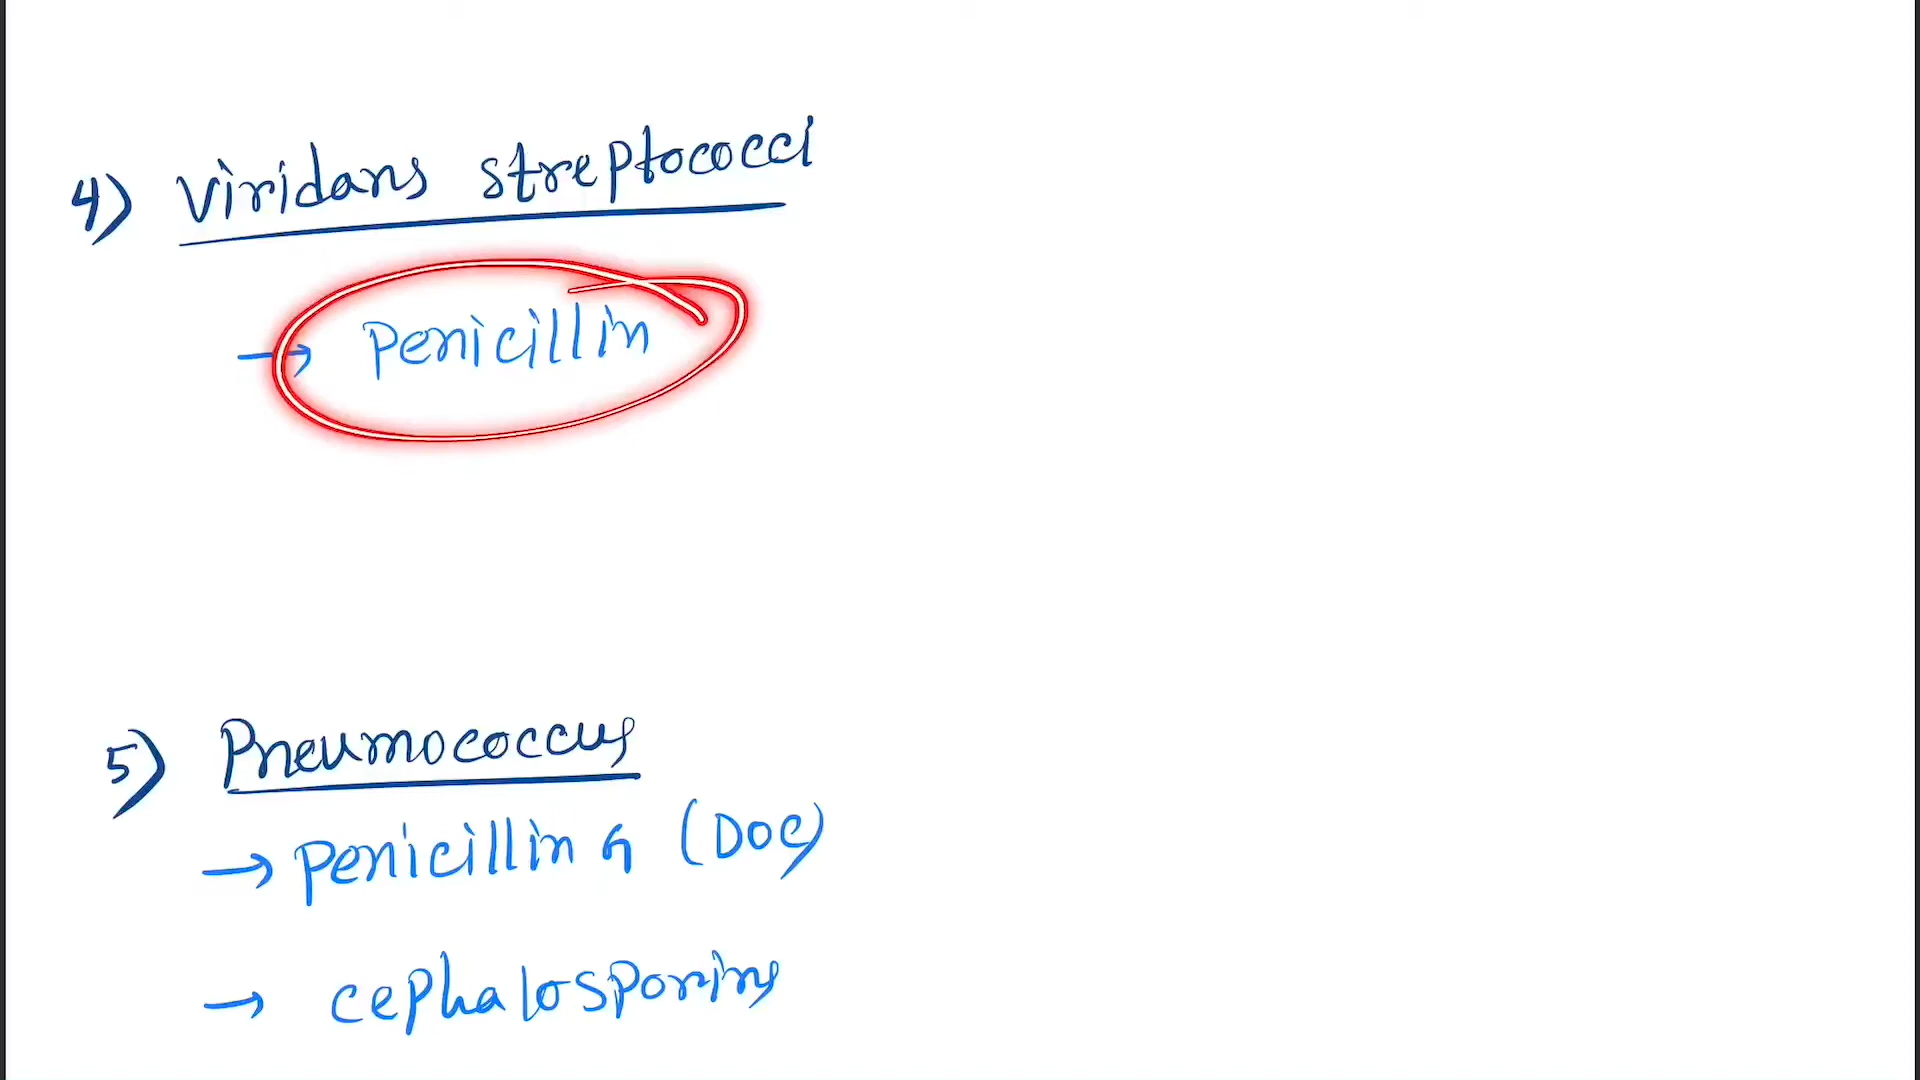 4) Viridans streptococci
→ Penicillin
5) Pneumococcus
→ Penicillin G (DOC)
→ cephalosporins